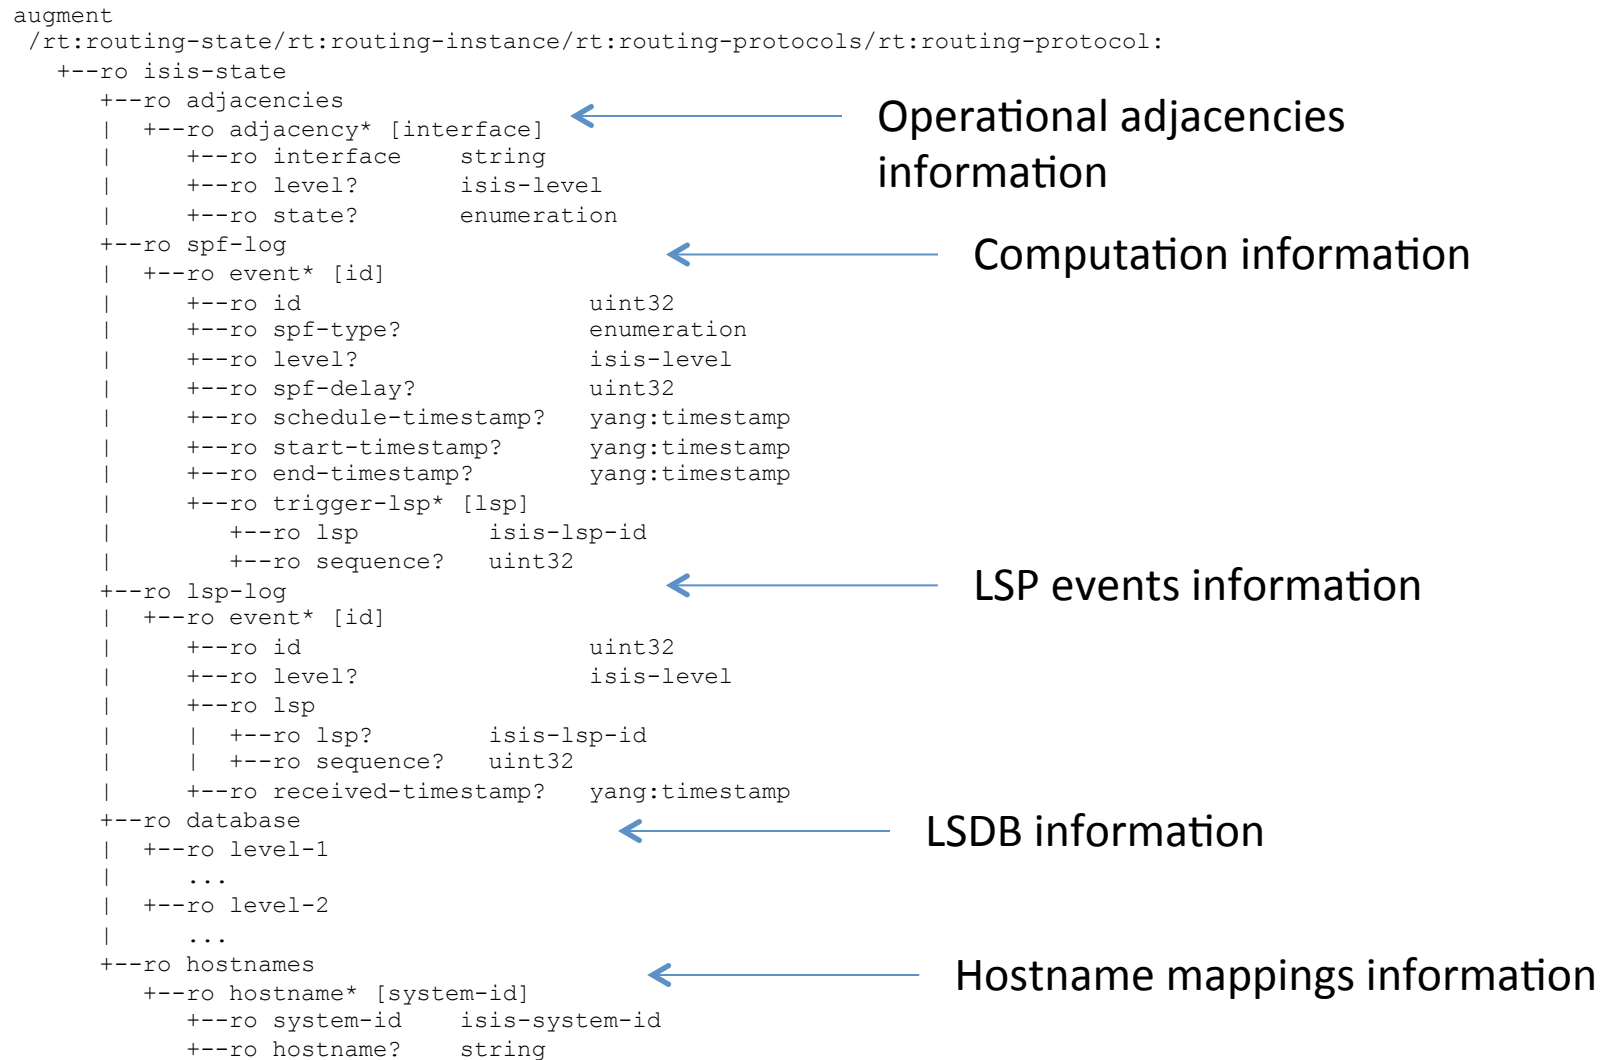 augment
 /rt:routing-state/rt:routing-instance/rt:routing-protocols/rt:routing-protocol:
   +--ro isis-state
      +--ro adjacencies
      |  +--ro adjacency* [interface]
      |     +--ro interface    string
      |     +--ro level?       isis-level
      |     +--ro state?       enumeration
      +--ro spf-log
      |  +--ro event* [id]
      |     +--ro id                    uint32
      |     +--ro spf-type?             enumeration
      |     +--ro level?                isis-level
      |     +--ro spf-delay?            uint32
      |     +--ro schedule-timestamp?   yang:timestamp
      |     +--ro start-timestamp?      yang:timestamp
      |     +--ro end-timestamp?        yang:timestamp
      |     +--ro trigger-lsp* [lsp]
      |        +--ro lsp         isis-lsp-id
      |        +--ro sequence?   uint32
      +--ro lsp-log
      |  +--ro event* [id]
      |     +--ro id                    uint32
      |     +--ro level?                isis-level
      |     +--ro lsp
      |     |  +--ro lsp?        isis-lsp-id
      |     |  +--ro sequence?   uint32
      |     +--ro received-timestamp?   yang:timestamp
      +--ro database
      |  +--ro level-1
      |     ...
      |  +--ro level-2
      |     ...
      +--ro hostnames
         +--ro hostname* [system-id]
            +--ro system-id    isis-system-id
            +--ro hostname?    string
Operational adjacencies
information
Computation information
LSP events information
LSDB information
Hostname mappings information